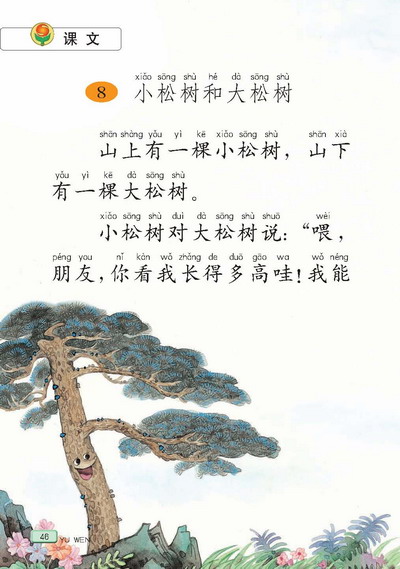 课文
xiǎo sōng shù hé dà sōng shù
8 小松树和大松树
shān shàng yǒu yì kē xiǎo sōng shù shān xià
山上有一棵小松树，山下
yǒu yì kē dà sōng shù
有一棵大松树。
xiǎo sōng shù duì dà sōng shù shuō wèi
小松树对大松树说：“喂，
péng you nǐ kàn wǒ zhǎng de duō gāo wa wǒ néng
朋友，你看我长得多高哇！我能
46 YU WEN